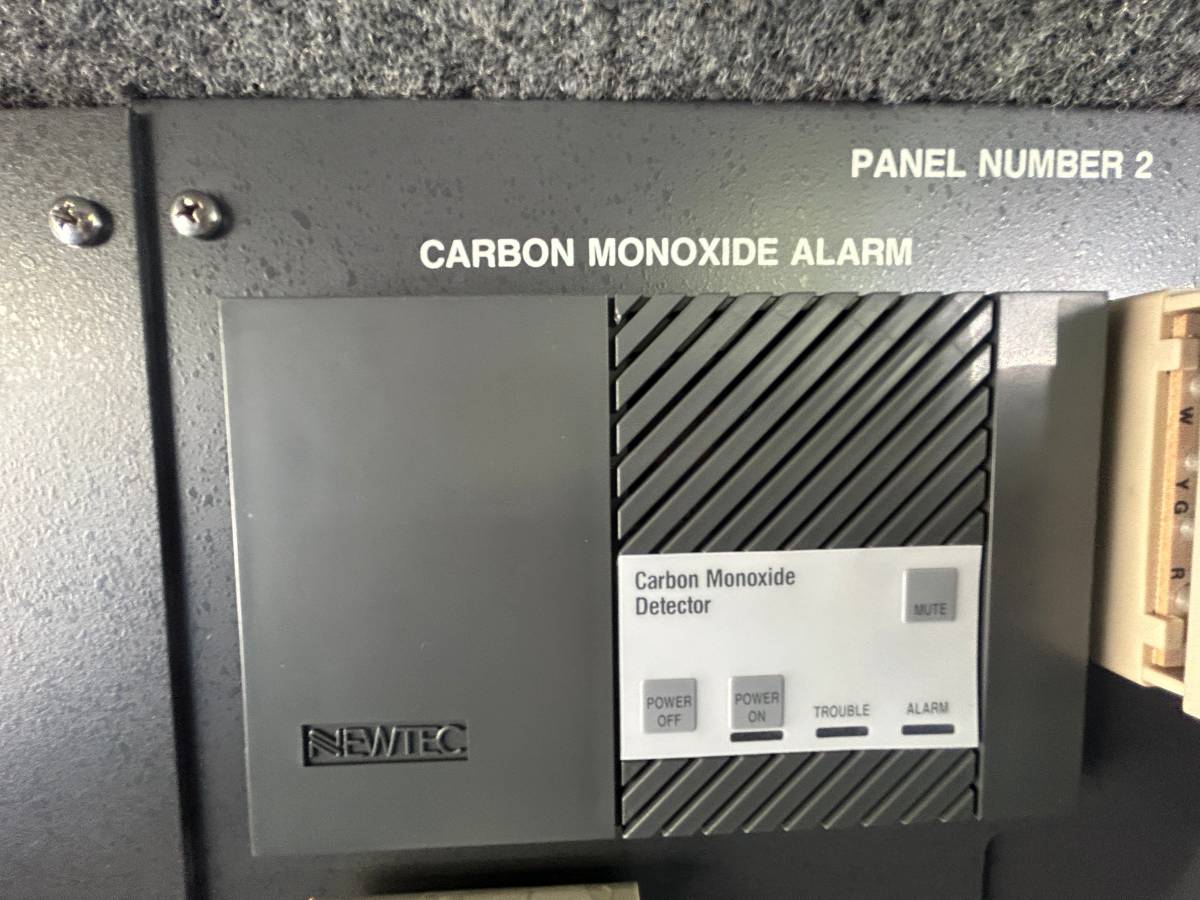 PANEL NUMBER 2
CARBON MONOXIDE ALARM
W
Y G
R
Carbon Monoxide
Detector
MUTE
POWER
OFF
POWER
ON
TROUBLE
ALARM
NEWTEC